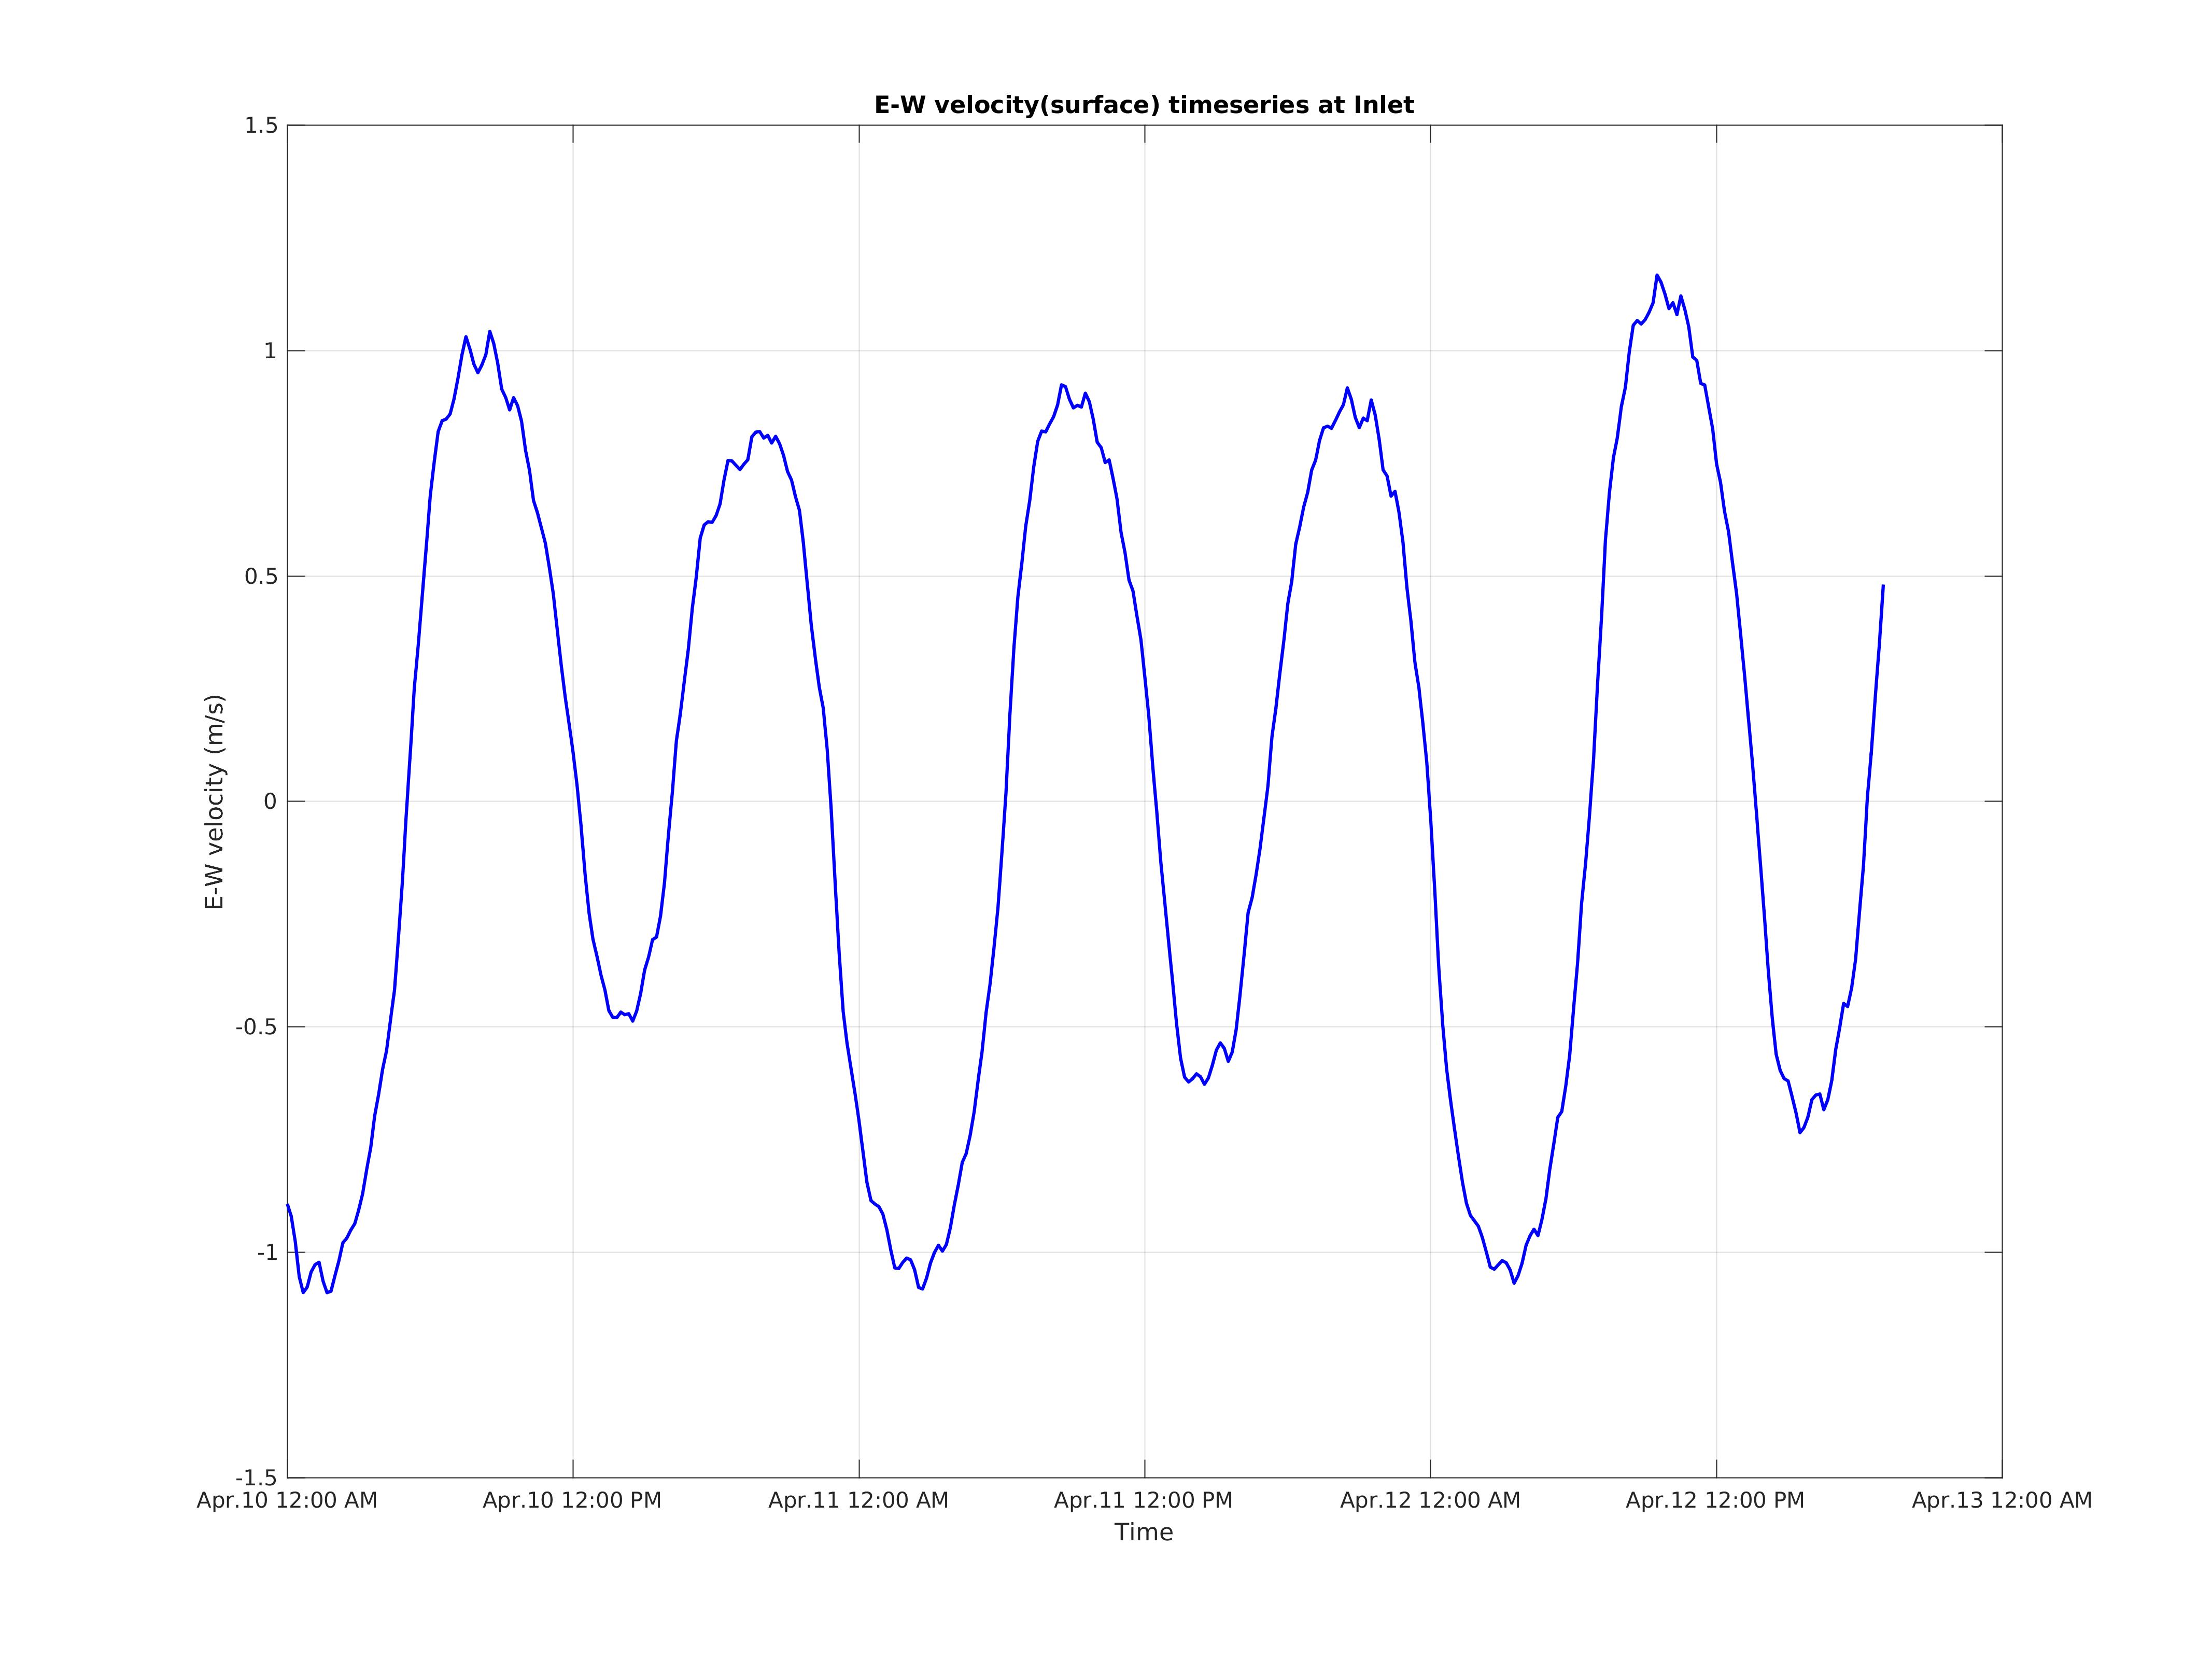 E-W velocity(surface) timeseries at Inlet
1.5
1
0.5
0
-0.5
-1
-1.5
E-W velocity (m/s)
Apr.10 12:00 AM
Apr.10 12:00 PM
Apr.11 12:00 AM
Apr.11 12:00 PM
Apr.12 12:00 AM
Apr.12 12:00 PM
Apr.13 12:00 AM
Time